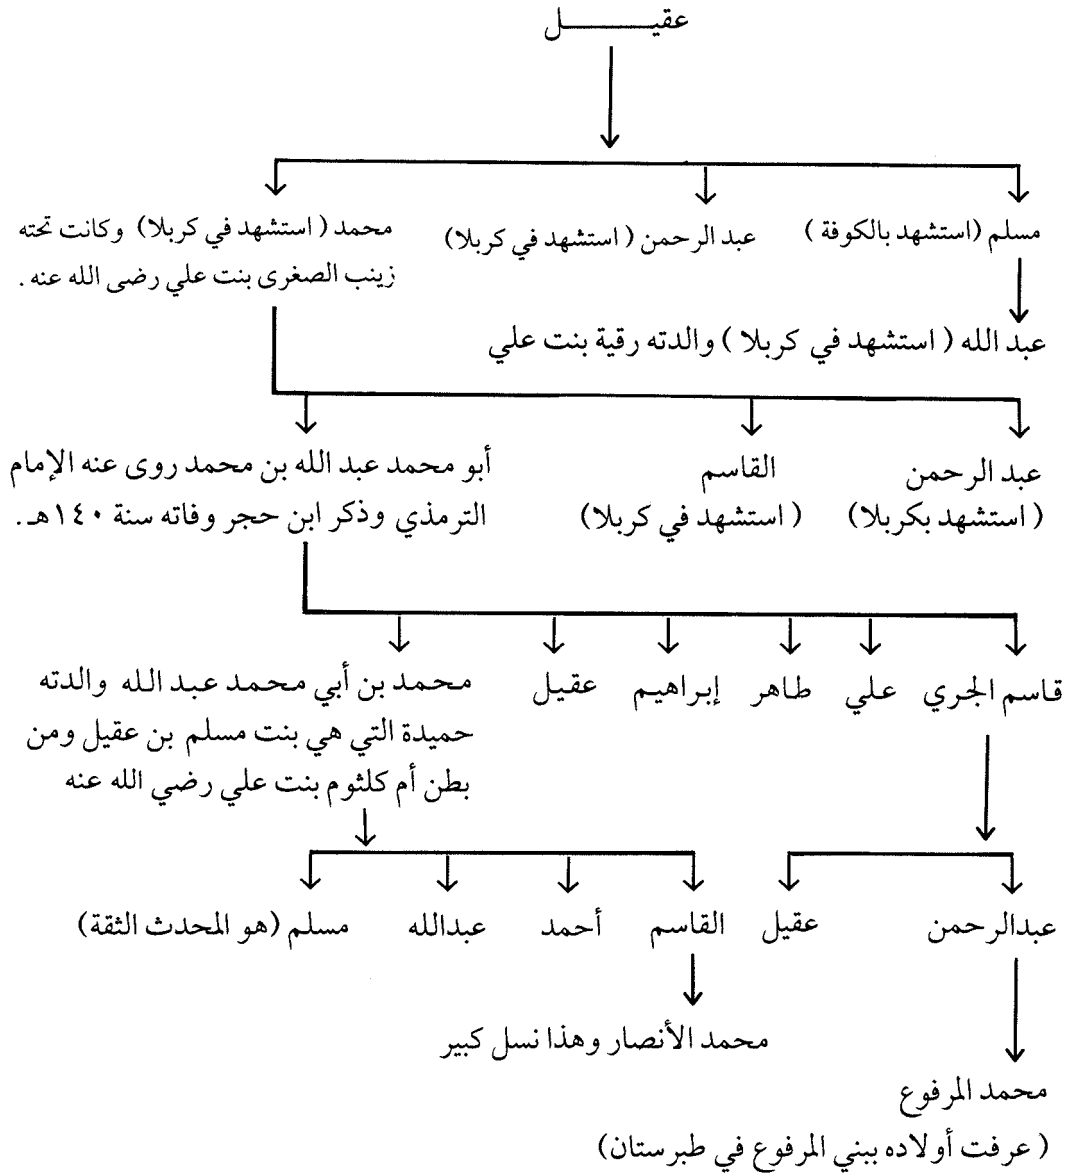 عقيـــــــــل
مسلم (استشهد بالكوفة)
عبد الرحمن (استشهد في كربلا)
محمد (استشهد في كربلا) وكانت تحته
زينب الصغرى بنت علي رضى الله عنه.
عبد الله (استشهد في كربلا) والدته رقية بنت علي
عبد الرحمن
(استشهد بكربلا)
القاسم
(استشهد في كربلا)
أبو محمد عبد الله بن محمد روى عنه الإمام
الترمذي وذكر ابن حجر وفاته سنة ١٤٠هـ.
قاسم الجري
علي
طاهر
إبراهيم
عقيل
محمد بن أبي محمد عبد الله والدته
حميدة التي هي بنت مسلم بن عقيل ومن
بطن أم كلثوم بنت علي رضي الله عنه
عبدالرحمن
عقيل
القاسم
أحمد
عبدالله
مسلم (هو المحدث الثقة)
محمد الأنصار وهذا نسل كبير
محمد المرفوع
(عرفت أولاده ببني المرفوع في طبرستان)